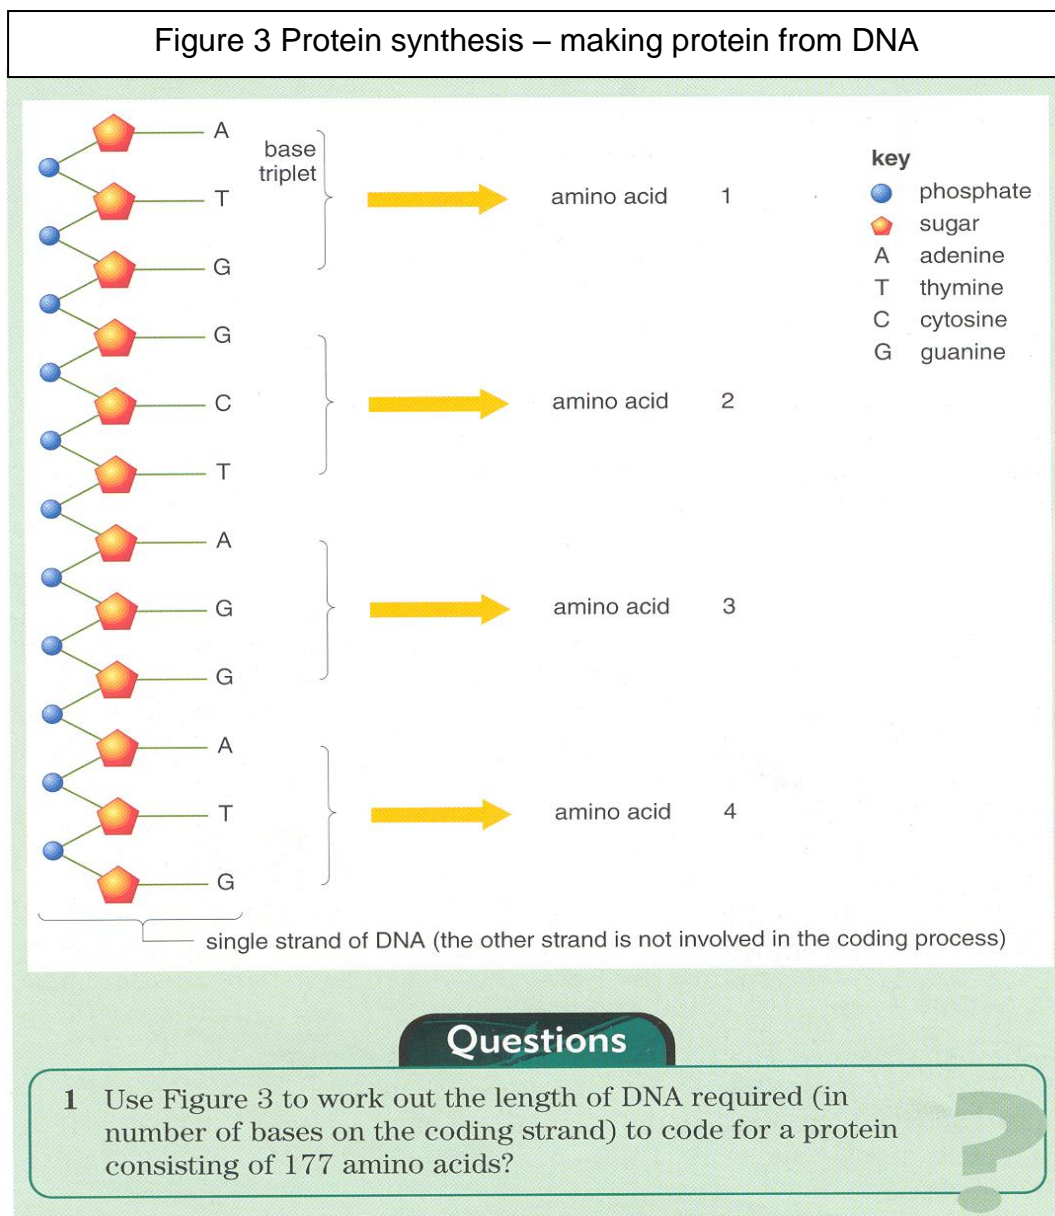 Figure 3 Protein synthesis – making protein from DNA
A
base
triplet
T
amino acid 1
G
G
C
amino acid 2
T
A
G
amino acid 3
G
A
T
amino acid 4
G
key
phosphate
sugar
A adenine
T thymine
C cytosine
G guanine
single strand of DNA (the other strand is not involved in the coding process)
Questions
1 Use Figure 3 to work out the length of DNA required (in
number of bases on the coding strand) to code for a protein
consisting of 177 amino acids?
?